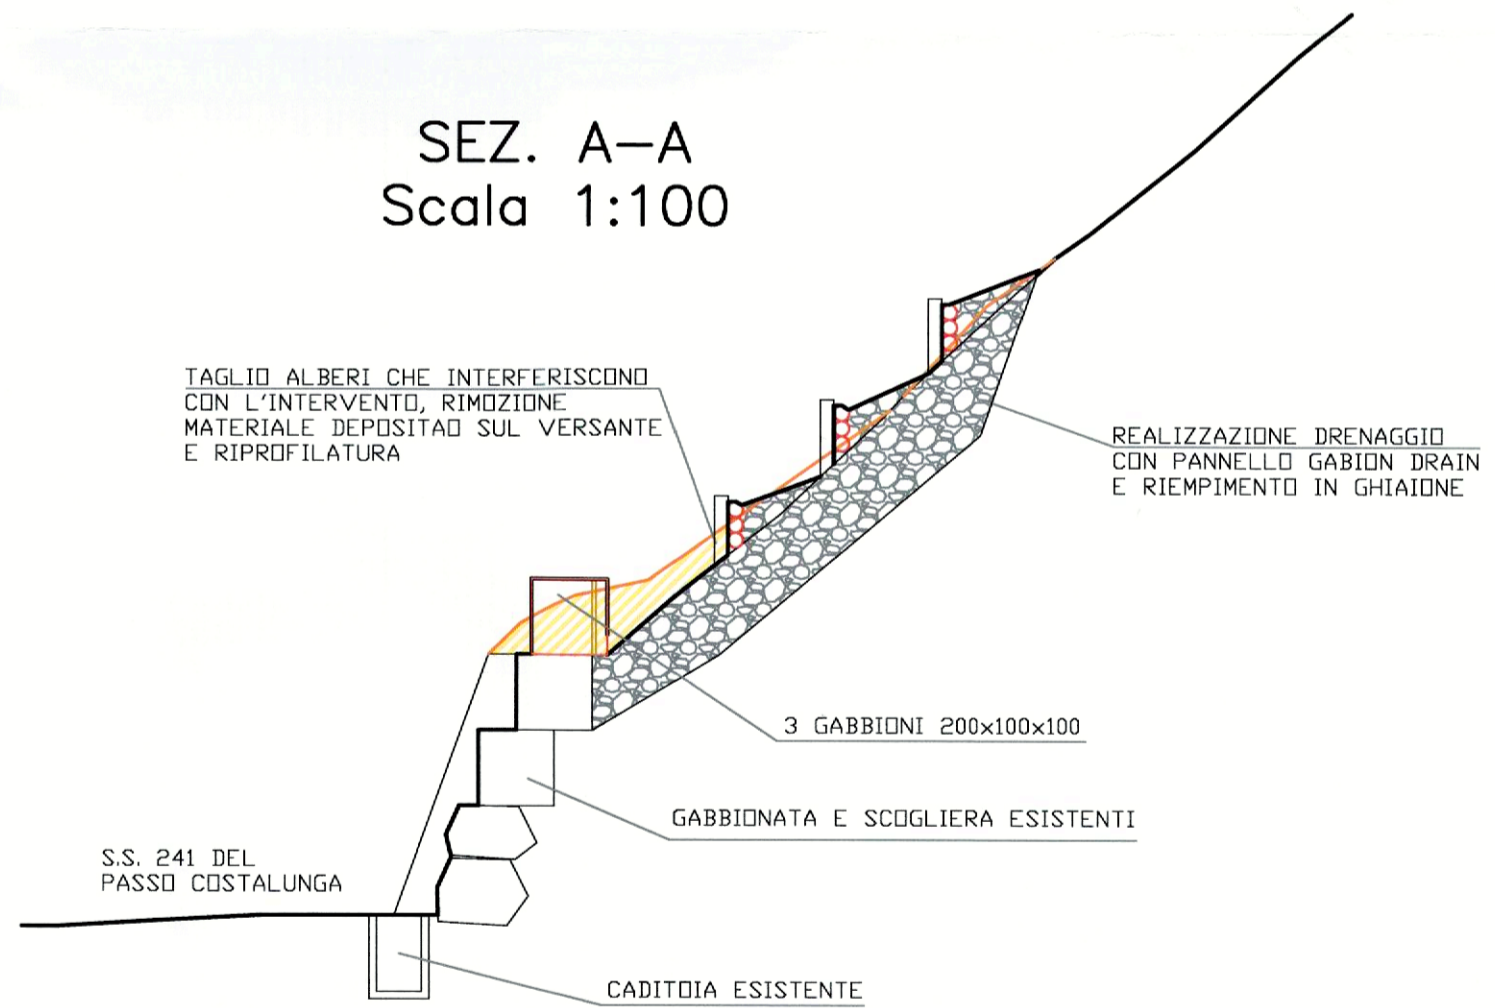 SEZ. A-A
Scala 1:100
TAGLIO ALBERI CHE INTERFERISCONO
CON L'INTERVENTO, RIMOZIONE
MATERIALE DEPOSITAO SUL VERSANTE
E RIPROFILATURA
REALIZZAZIONE DRENAGGIO
CON PANNELLO GABION DRAIN
E RIEMPIMENTO IN GHIAIONE
3 GABBIONI 200x100x100
GABBIONATA E SCOGLIERA ESISTENTI
S.S. 241 DEL
PASSO COSTALUNGA
CADITOIA ESISTENTE